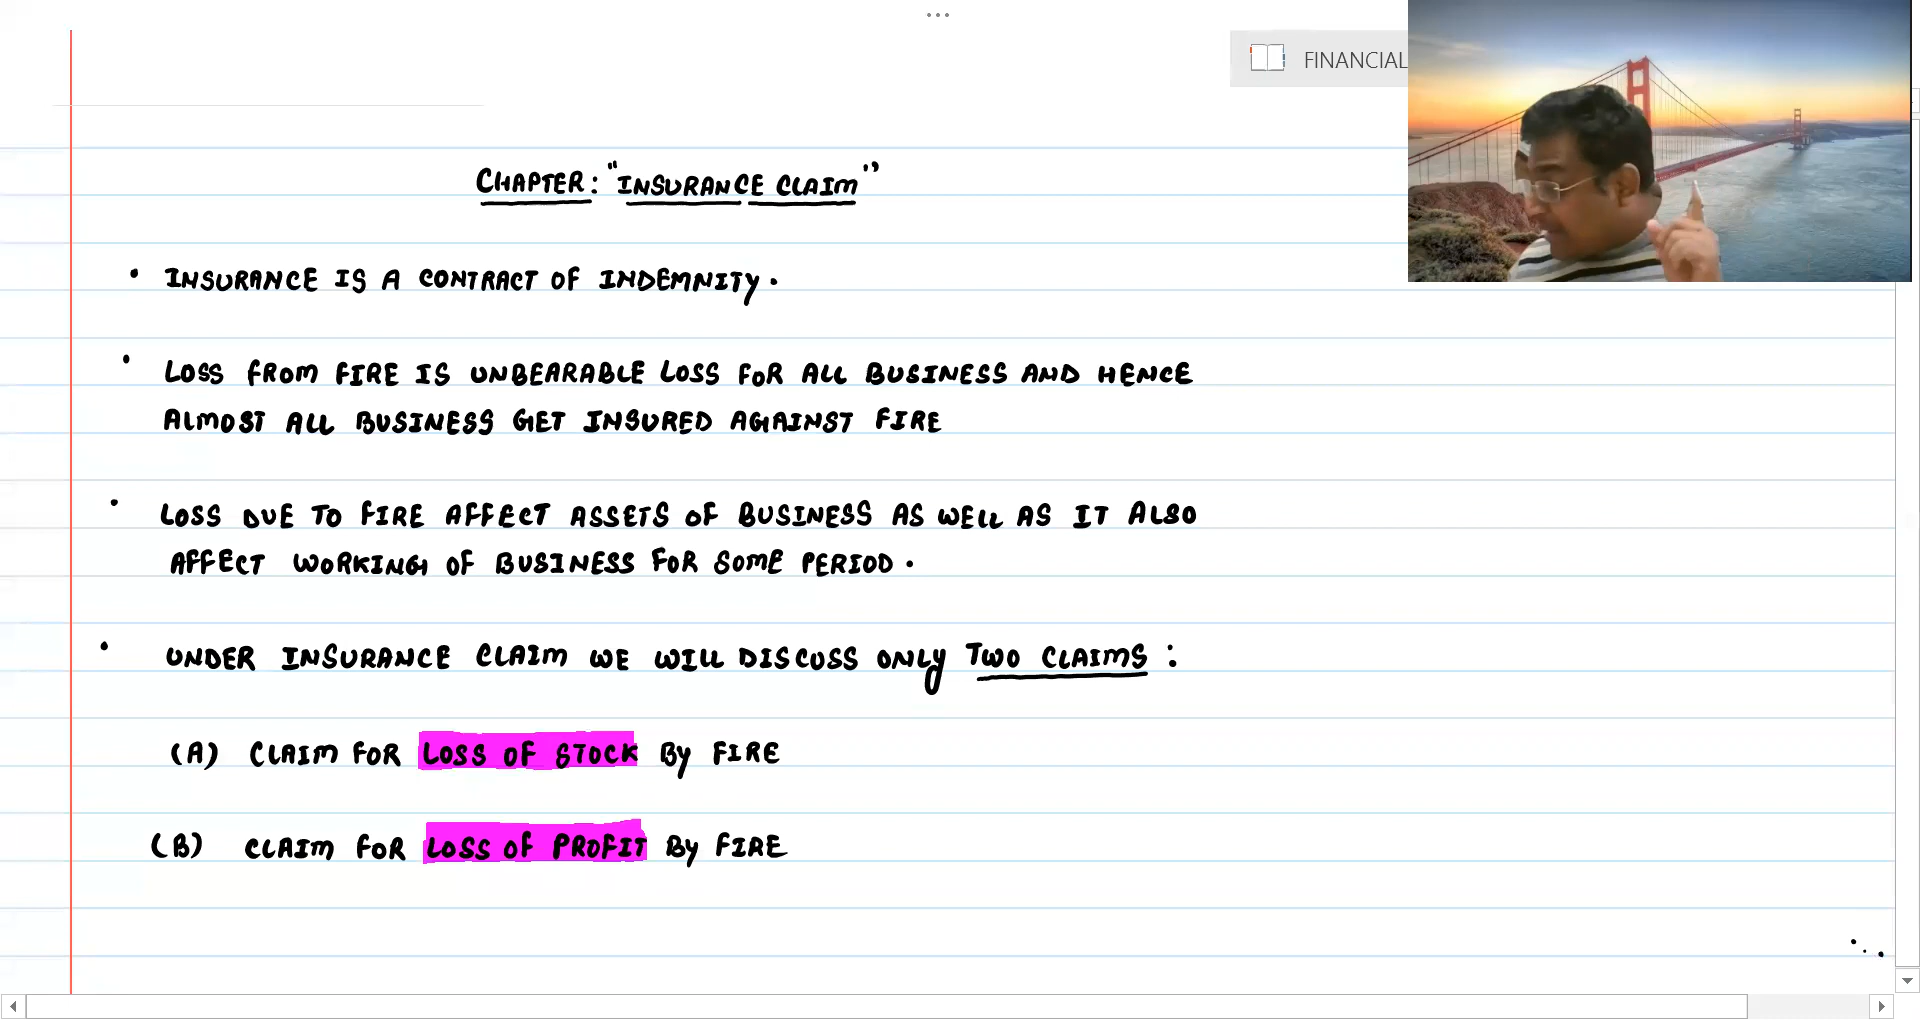 FINANCIAL
CHAPTER: "INSURANCE CLAIM"
• INSURANCE IS A CONTRACT OF INDEMNITY.
• LOSS FROM FIRE IS UNBEARABLE LOSS FOR ALL BUSINESS AND HENCE
ALMOST ALL BUSINESS GET INSURED AGAINST FIRE
• LOSS DUE TO FIRE AFFECT ASSETS OF BUSINESS AS WELL AS IT ALSO
AFFECT WORKING OF BUSINESS FOR SOME PERIOD.
• UNDER INSURANCE CLAIM WE WILL DISCUSS ONLY TWO CLAIMS:
(A) CLAIM FOR LOSS OF STOCK BY FIRE
(B) CLAIM FOR LOSS OF PROFIT BY FIRE